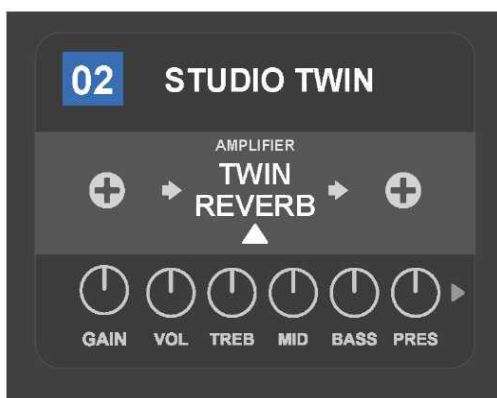 02 STUDIO TWIN
AMPLIFIER
TWIN
REVERB
GAIN VOL TREB MID BASS PRES